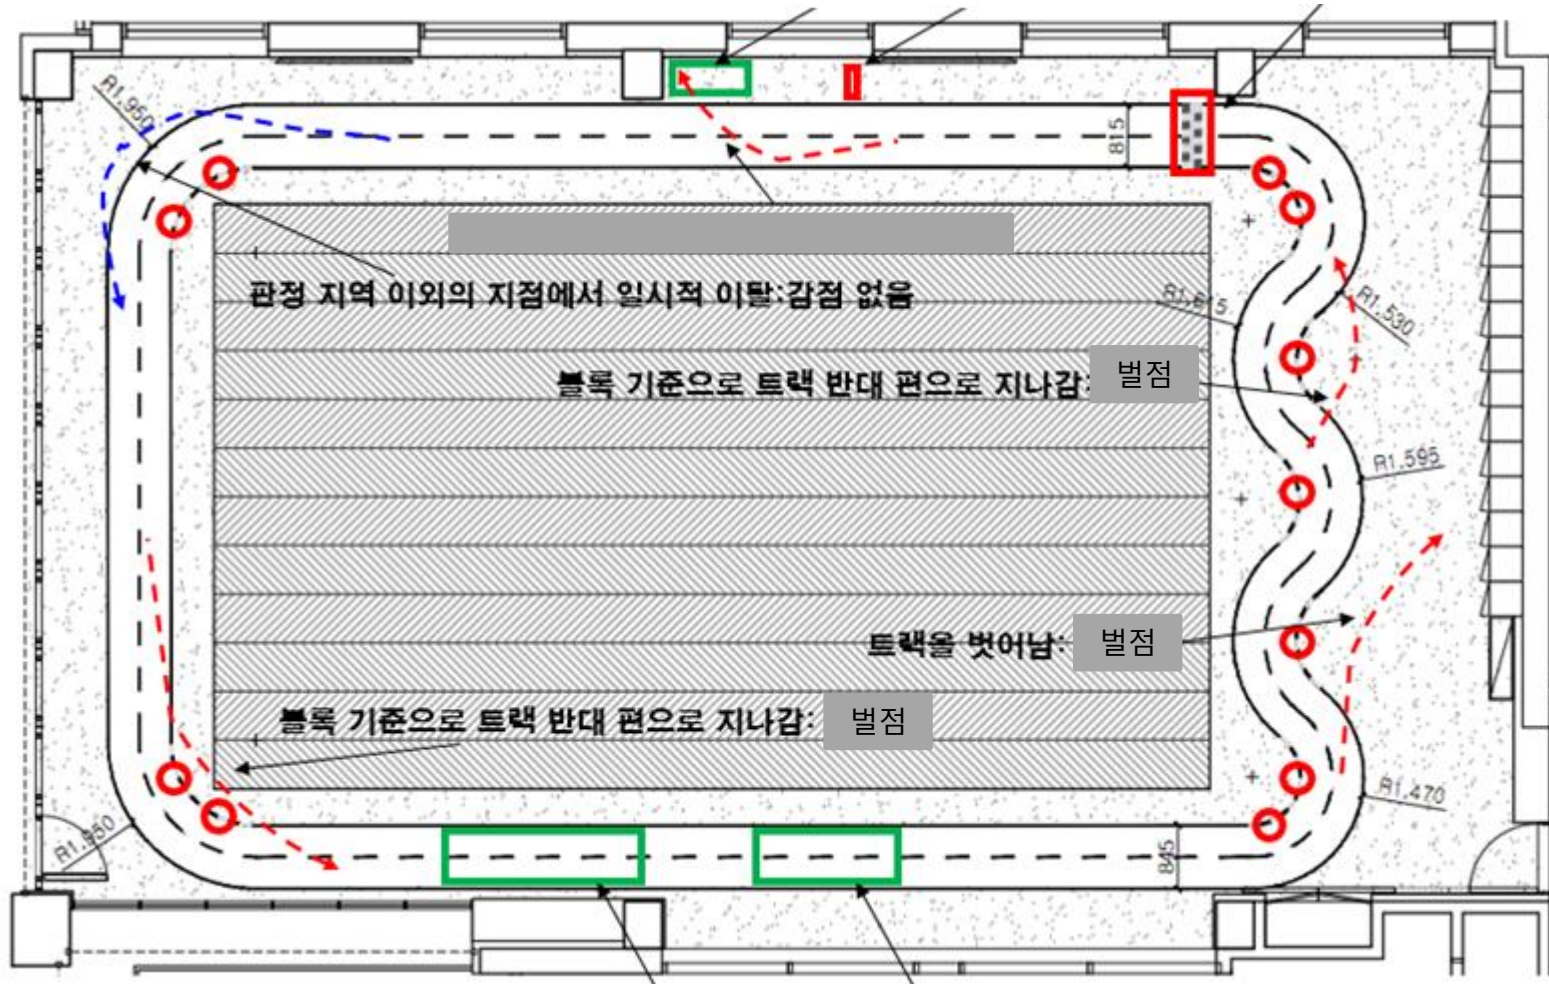 R1.950
815
판정 지역 이외의 지점에서 일시적 이탈:감점 없음
R1.615
R1.530
블록 기준으로 트랙 반대 편으로 지나감: 벌점
R1.595
트랙을 벗어남: 벌점
블록 기준으로 트랙 반대 편으로 지나감: 벌점
R1.470
R1.950
845